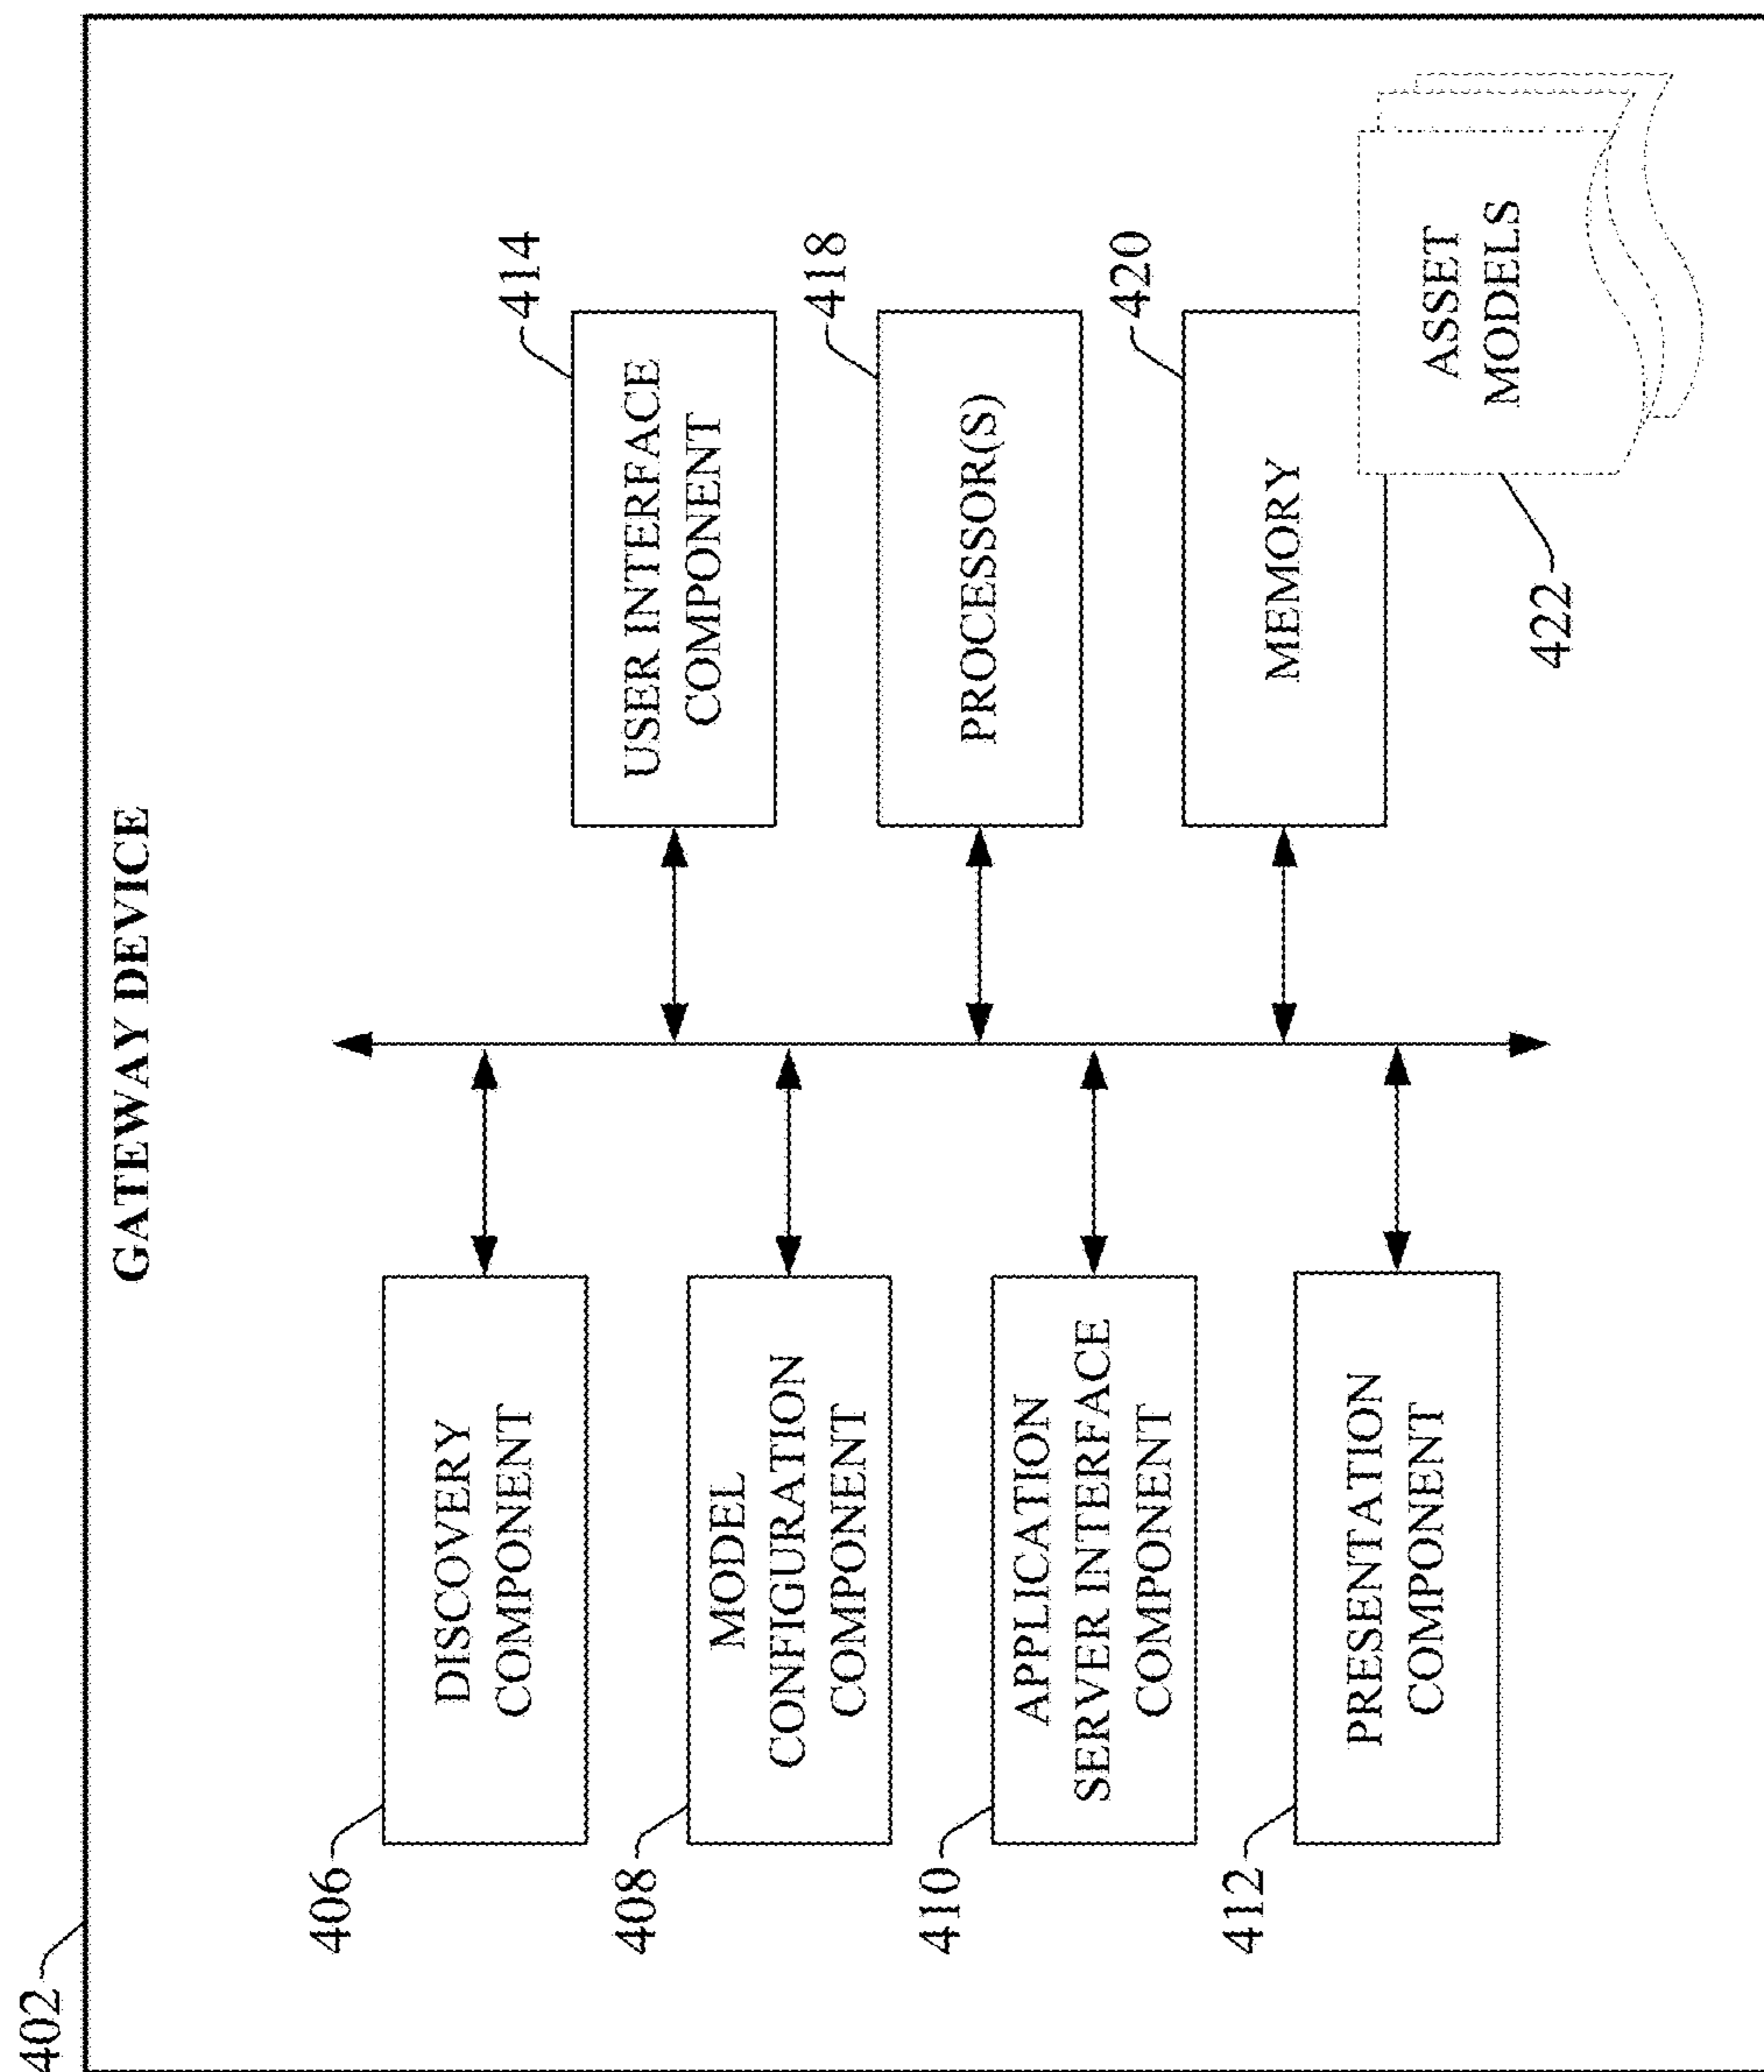 402
GATEWAY DEVICE
406
DISCOVERY
COMPONENT
408
MODEL
CONFIGURATION
COMPONENT
410
APPLICATION
SERVER INTERFACE
COMPONENT
412
PRESENTATION
COMPONENT
414
USER INTERFACE
COMPONENT
418
PROCESSOR(S)
420
MEMORY
ASSET
MODELS
422